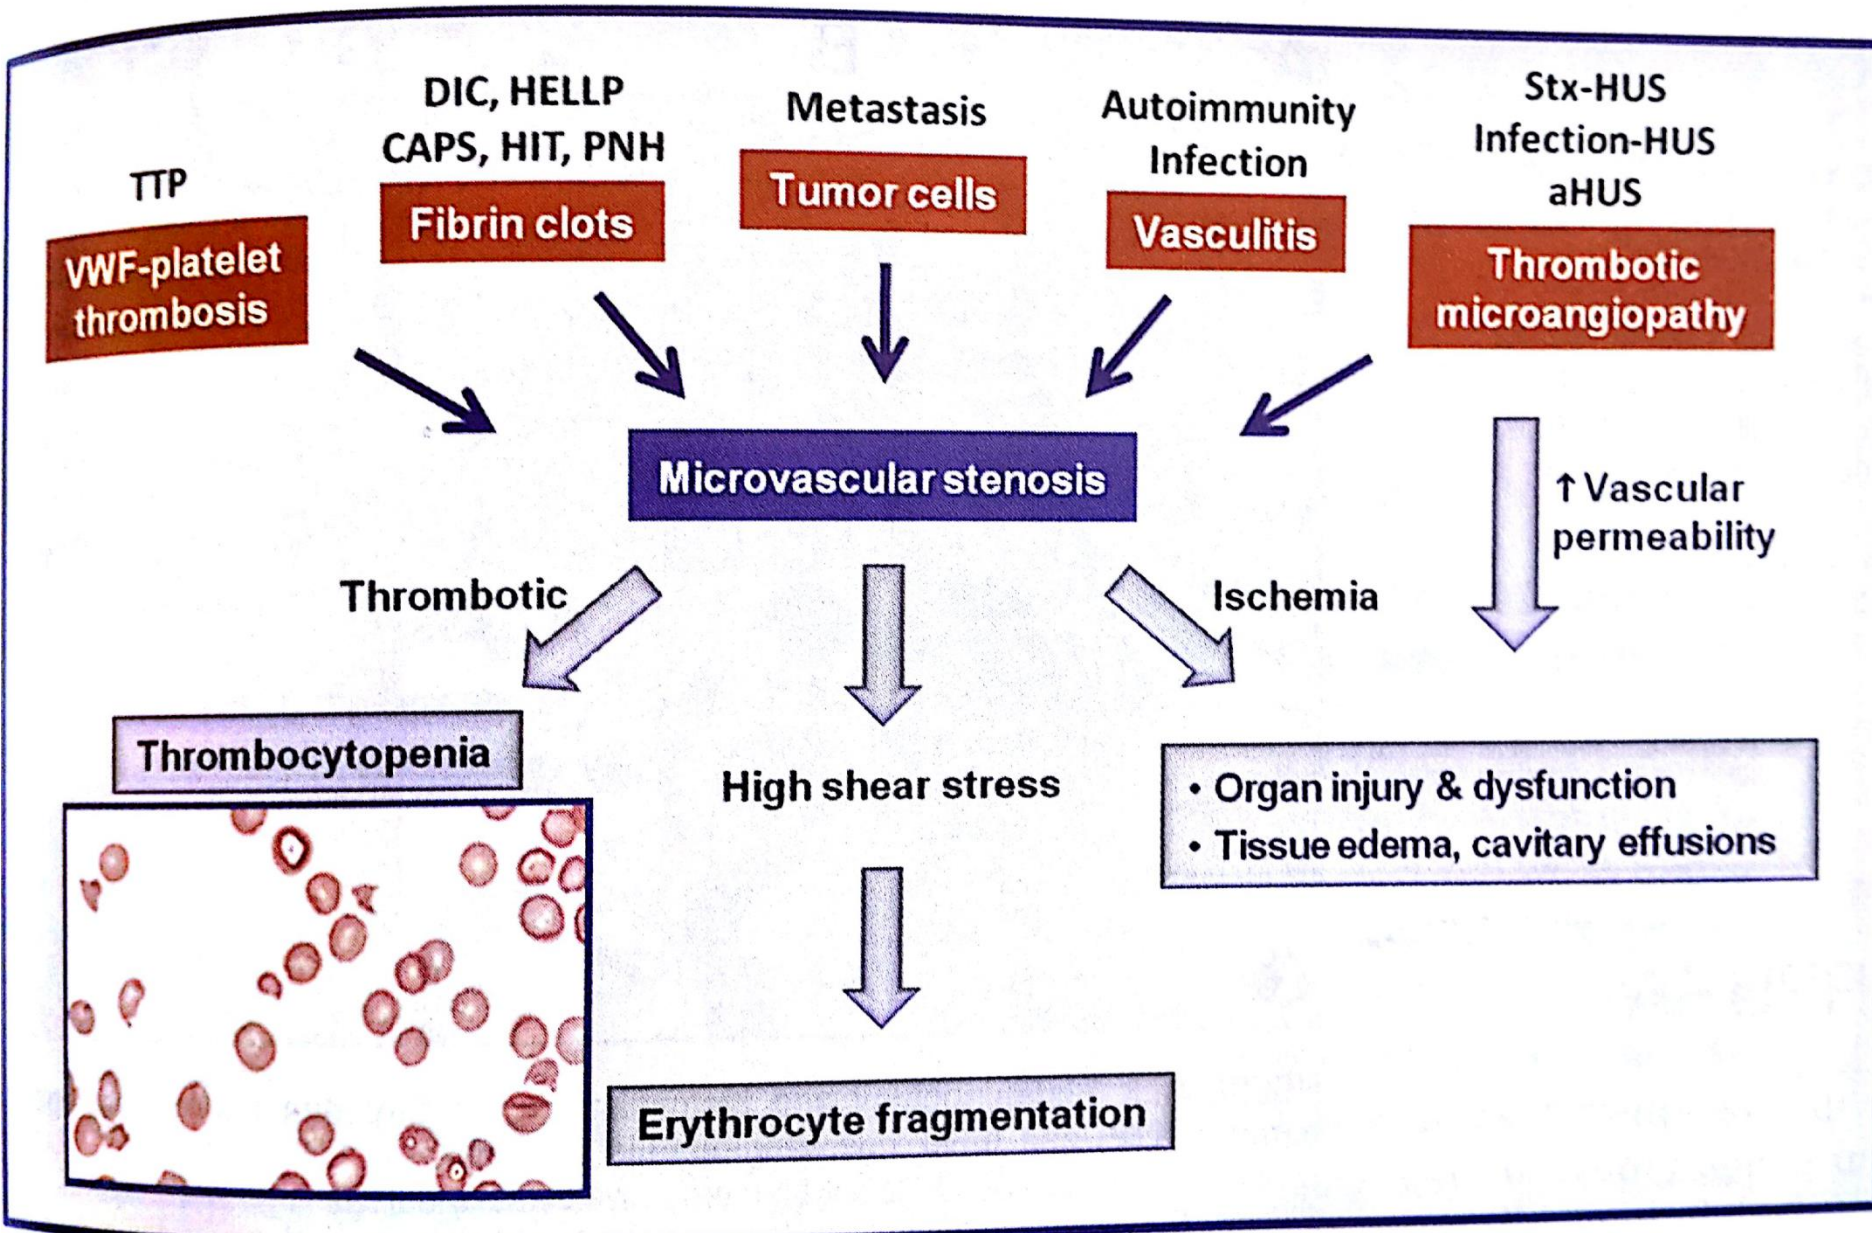 TTP
VWF-platelet
thrombosis
DIC, HELLP
CAPS, HIT, PNH
Fibrin clots
Metastasis
Tumor cells
Autoimmunity
Infection
Vasculitis
Stx-HUS
Infection-HUS
aHUS
Thrombotic
microangiopathy
Microvascular stenosis
↑ Vascular
permeability
Thrombotic
Ischemia
Thrombocytopenia
High shear stress
• Organ injury & dysfunction
• Tissue edema, cavitary effusions
Erythrocyte fragmentation